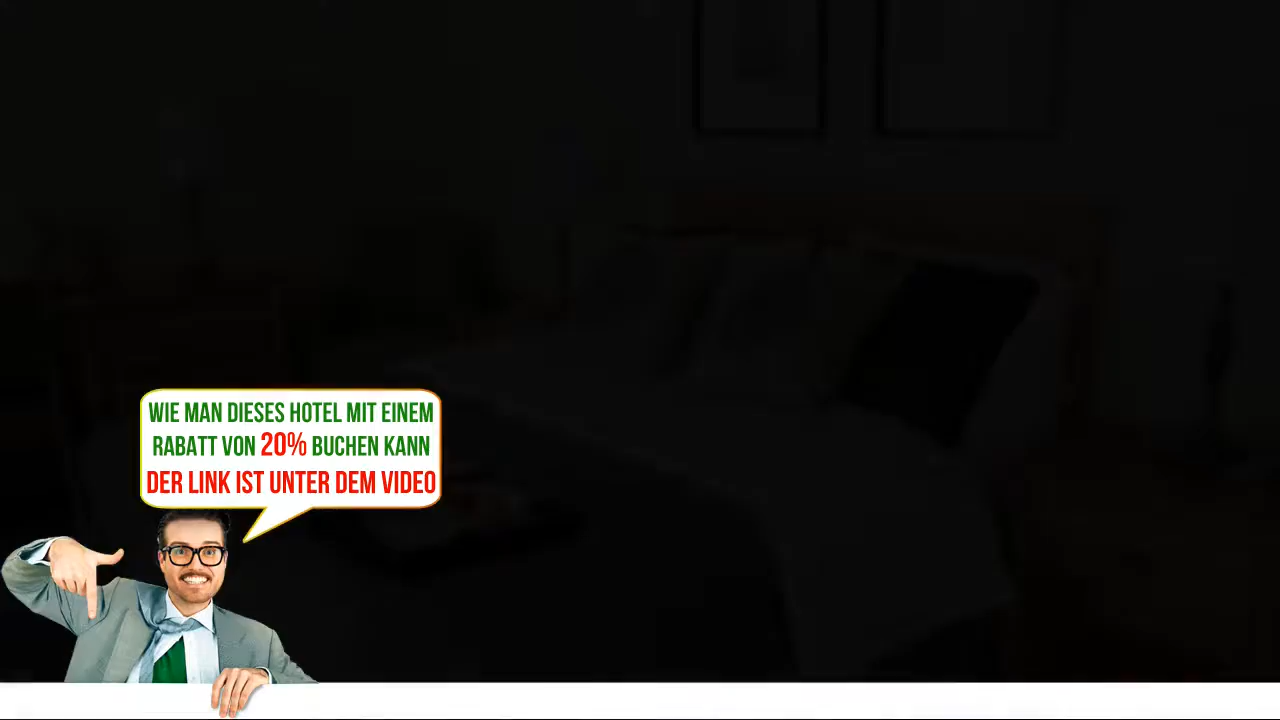 WIE MAN DIESES HOTEL MIT EINEM
RABATT VON 20% BUCHEN KANN
DER LINK IST UNTER DEM VIDEO